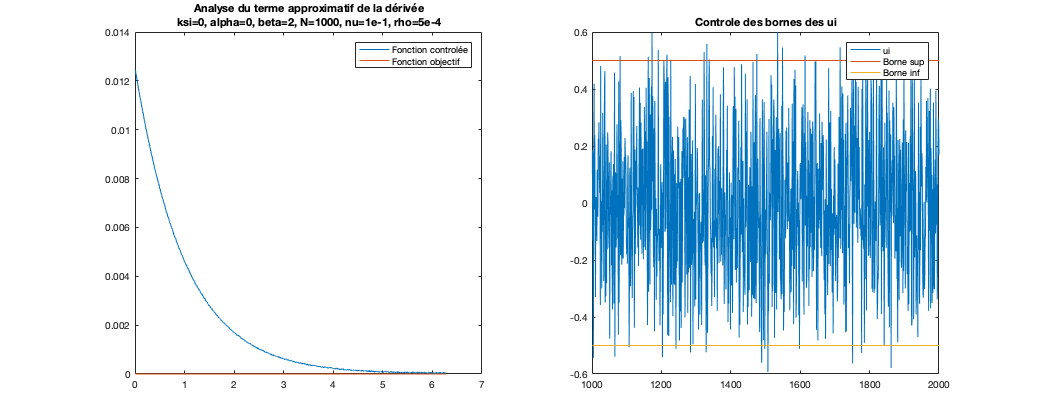 Analyse du terme approximatif de la dérivée
ksi=0, alpha=0, beta=2, N=1000, nu=1e-1, rho=5e-4
0.014
0.012
0.01
0.008
0.006
0.004
0.002
0
0 1 2 3 4 5 6 7
Fonction controlée
Fonction objectif
Controle des bornes des ui
0.6
0.4
0.2
0
-0.2
-0.4
-0.6
1000 1200 1400 1600 1800 2000
ui
Borne sup
Borne inf